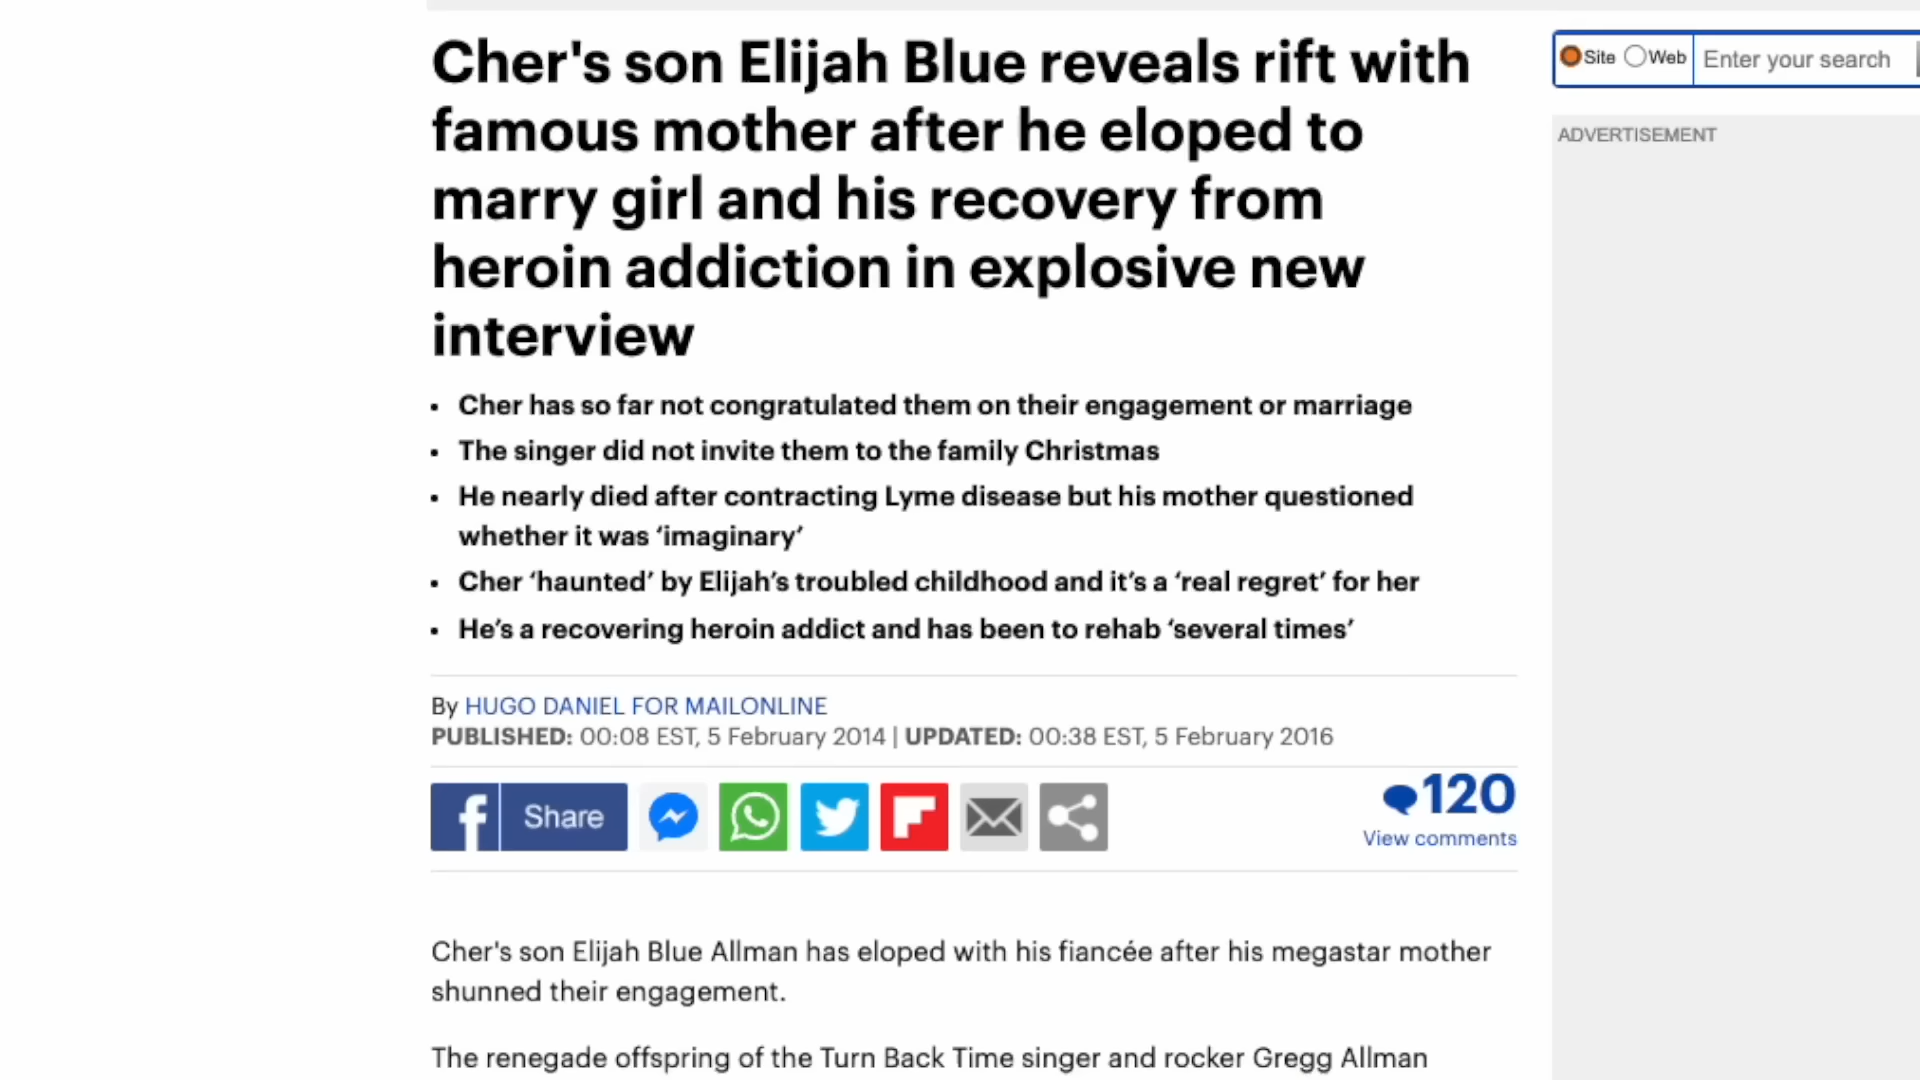 Cher's son Elijah Blue reveals rift with
famous mother after he eloped to
marry girl and his recovery from
heroin addiction in explosive new
interview
• Cher has so far not congratulated them on their engagement or marriage
• The singer did not invite them to the family Christmas
• He nearly died after contracting Lyme disease but his mother questioned
whether it was ‘imaginary’
• Cher ‘haunted’ by Elijah’s troubled childhood and it’s a ‘real regret’ for her
• He’s a recovering heroin addict and has been to rehab ‘several times’
By HUGO DANIEL FOR MAILONLINE
PUBLISHED: 00:08 EST, 5 February 2014 | UPDATED: 00:38 EST, 5 February 2016
Share
120
View comments
Cher's son Elijah Blue Allman has eloped with his fiancée after his megastar mother
shunned their engagement.
The renegade offspring of the Turn Back Time singer and rocker Gregg Allman
Site Web Enter your search
ADVERTISEMENT